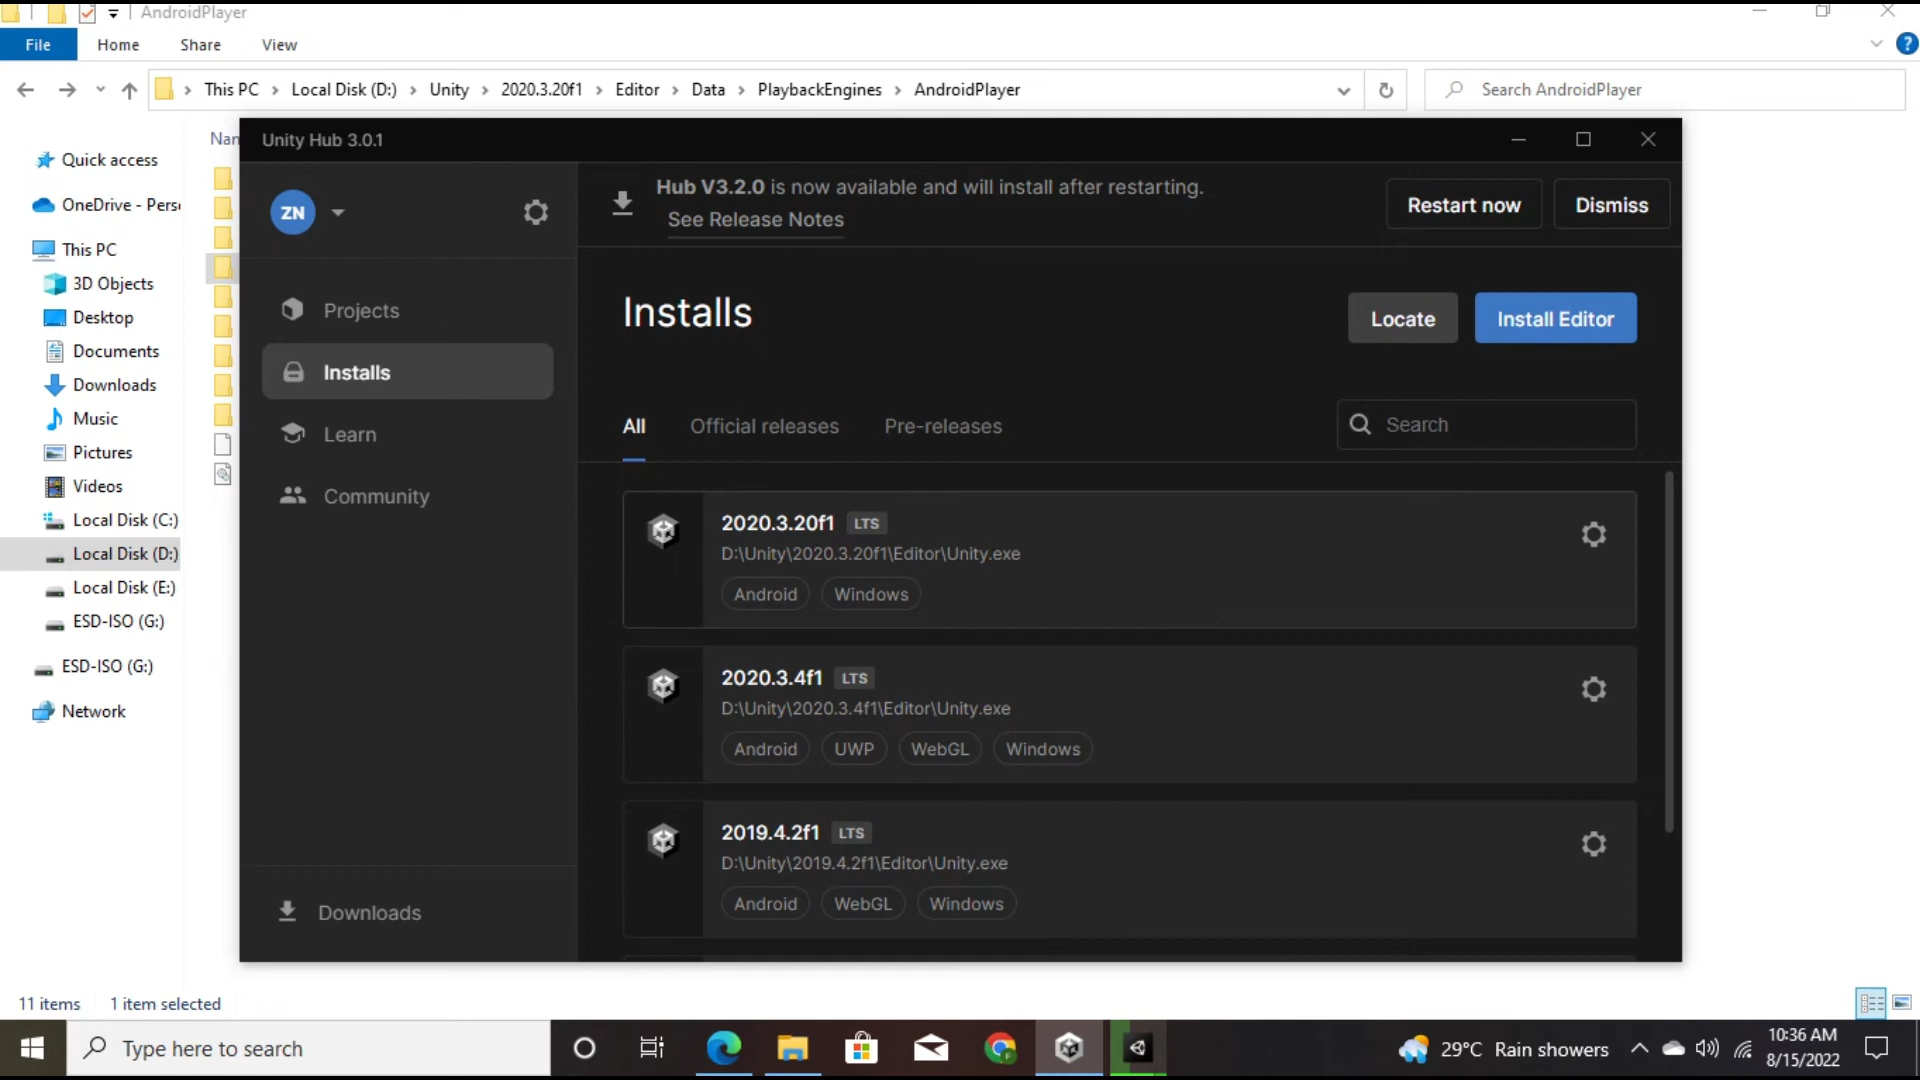 AndroidPlayer
File Home Share View
This PC Local Disk (D:) Unity 2020.3.20f1 Editor Data PlaybackEngines AndroidPlayer
Search AndroidPlayer
Quick access
OneDrive - Pers
This PC
3D Objects
Desktop
Documents
Downloads
Music
Pictures
Videos
Local Disk (C:)
Local Disk (D:)
Local Disk (E:)
ESD-ISO (G:)
ESD-ISO (G:)
Network
Nan
Unity Hub 3.0.1
ZN
Projects
Installs
Learn
Community
Downloads
Hub V3.2.0 is now available and will install after restarting.
See Release Notes
Restart now
Dismiss
Installs
Locate
Install Editor
All Official releases Pre-releases
Search
2020.3.20f1 LTS
D:\Unity\2020.3.20f1\Editor\Unity.exe
Android Windows
2020.3.4f1 LTS
D:\Unity\2020.3.4f1\Editor\Unity.exe
Android UWP WebGL Windows
2019.4.2f1 LTS
D:\Unity\2019.4.2f1\Editor\Unity.exe
Android WebGL Windows
11 items 1 item selected
Type here to search
29°C Rain showers
10:36 AM
8/15/2022